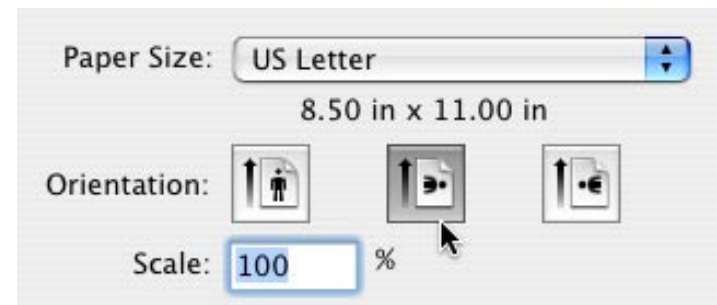 Paper Size: US Letter
8.50 in x 11.00 in
Orientation:
Scale: 100 %